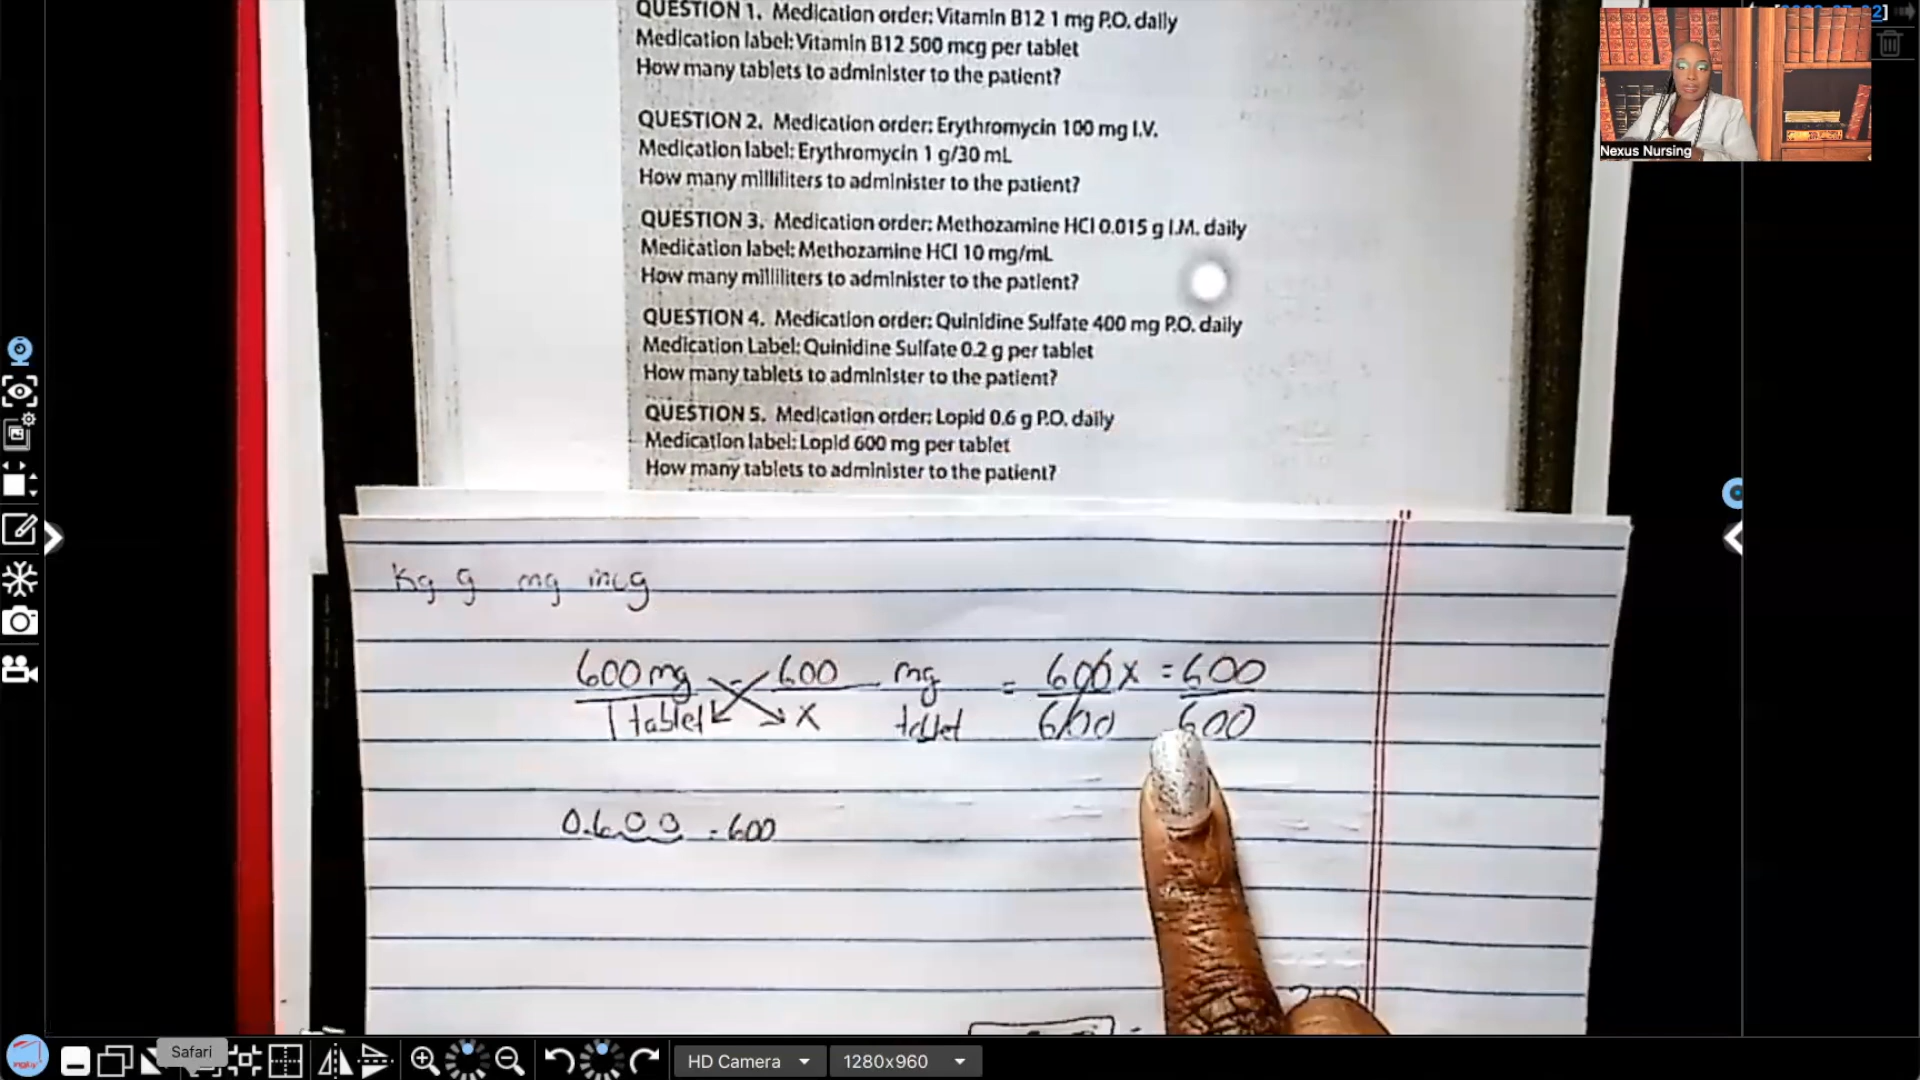 QUESTION 1. Medication order: Vitamin B12 1 mg P.O. daily
Medication label: Vitamin B12 500 mcg per tablet
How many tablets to administer to the patient?
QUESTION 2. Medication order: Erythromycin 100 mg I.V.
Medication label: Erythromycin 1 g/30 mL
How many milliliters to administer to the patient?
QUESTION 3. Medication order: Methozamine HCl 0.015 g I.M. daily
Medication label: Methozamine HCl 10 mg/mL
How many milliliters to administer to the patient?
QUESTION 4. Medication order: Quinidine Sulfate 400 mg P.O. daily
Medication Label: Quinidine Sulfate 0.2 g per tablet
How many tablets to administer to the patient?
QUESTION 5. Medication order: Lopid 0.6 g P.O. daily
Medication label: Lopid 600 mg per tablet
How many tablets to administer to the patient?
Nexus Nursing
Kg g mg mcg
600 mg = 600 mg = 600x = 600
1 tablet x tablet 600 600
0.600 = 600
Safari
HD Camera
1280x960